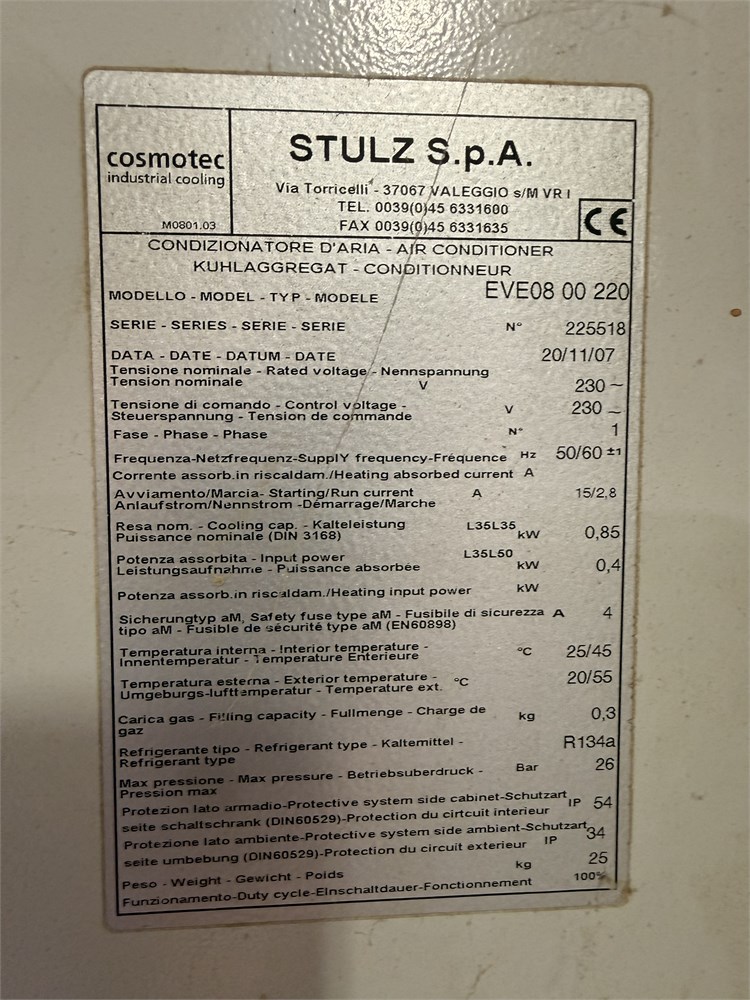 cosmotec
industrial cooling
M0801.03
STULZ S.p.A.
Via Torricelli - 37067 VALEGGIO s/M VR I
TEL. 0039(0)45 6331600
FAX 0039(0)45 6331635
CE
CONDIZIONATORE D'ARIA - AIR CONDITIONER
KUHLAGGREGAT - CONDITIONNEUR
MODELLO - MODEL - TYP - MODELE EVE08 00 220
SERIE - SERIES - SERIE - SERIE N° 225518
DATA - DATE - DATUM - DATE 20/11/07
Tensione nominale - Rated voltage - Nennspannung
Tension nominale V 230 ~
Tensione di comando - Control voltage -
Steuerspannung - Tension de commande V 230 ~
Fase - Phase - Phase N° 1
Frequenza-Netzfrequenz-SupplY frequency-Fréquence Hz 50/60 ±1
Corrente assorb.in riscaldam./Heating absorbed current A
Avviamento/Marcia- Starting/Run current A 15/2,8
Anlaufstrom/Nennstrom -Démarrage/Marche
Resa nom. - Cooling cap. - Kalteleistung L35L35
Puissance nominale (DIN 3168) kW 0,85
Potenza assorbita - Input power L35L50
Leistungsaufnahme - Puissance absorbée kW 0,4
Potenza assorb.in riscaldam./Heating input power kW
Sicherungtyp aM, Safety fuse type aM - Fusibile di sicurezza A 4
tipo aM - Fusible de sécurité type aM (EN60898)
Temperatura interna - Interior temperature -
Innentemperatur - Temperature Enterieure °C 25/45
Temperatura esterna - Exterior temperature - °C 20/55
Umgeburgs-lufttemperatur - Temperature ext.
Carica gas - Filling capacity - Fullmenge - Charge de
gaz kg 0,3
Refrigerante tipo - Refrigerant type - Kaltemittel - R134a
Refrigerant type
Max pressione - Max pressure - Betriebsuberdruck - Bar 26
Pression max
Protezion lato armadio-Protective system side cabinet-Schutzart IP 54
seite schaltschrank (DIN60529)-Protection du cirtcuit interieur
Protezione lato ambiente-Protective system side ambient-Schutzart 34
seite umbebung (DIN60529)-Protection du circuit exterieur IP
Peso - Weight - Gewicht - Poids kg 25
Funzionamento-Duty cycle-EInschaltdauer-Fonctionnement 100%